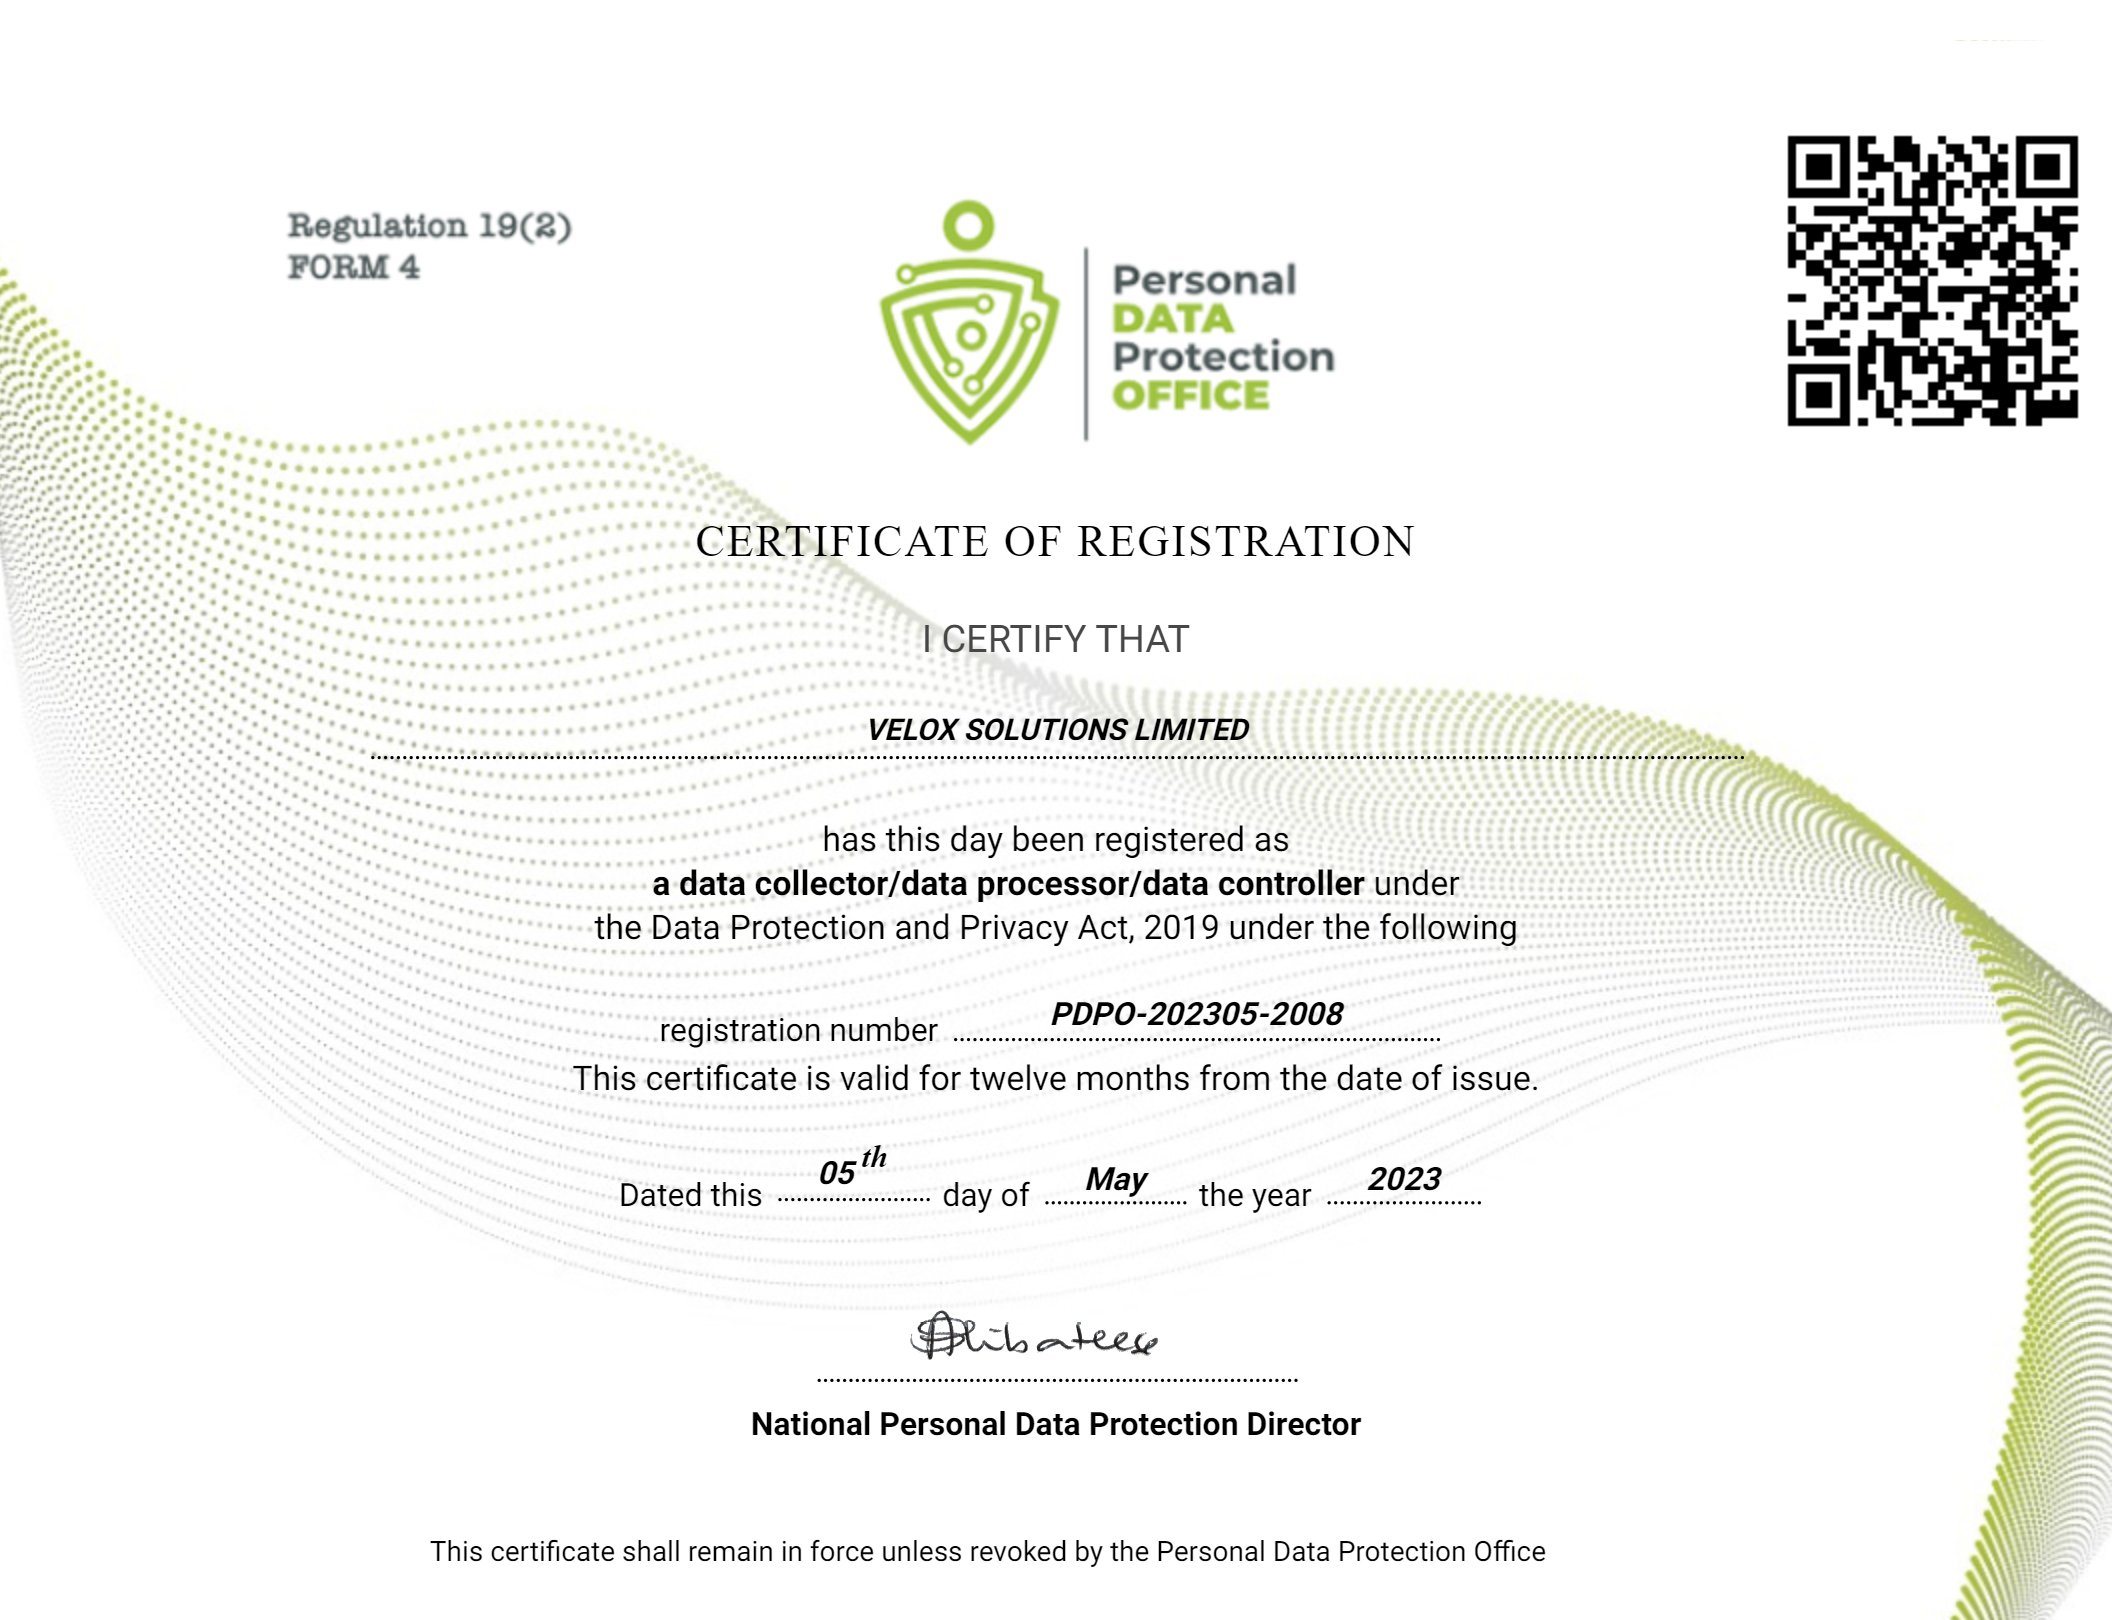 Regulation 19(2)
FORM 4
Personal
DATA
Protection
OFFICE
CERTIFICATE OF REGISTRATION
I CERTIFY THAT
VELOX SOLUTIONS LIMITED
has this day been registered as
a data collector/data processor/data controller under
the Data Protection and Privacy Act, 2019 under the following
registration number PDPO-202305-2008
This certificate is valid for twelve months from the date of issue.
Dated this 05th day of May the year 2023
National Personal Data Protection Director
This certificate shall remain in force unless revoked by the Personal Data Protection Office